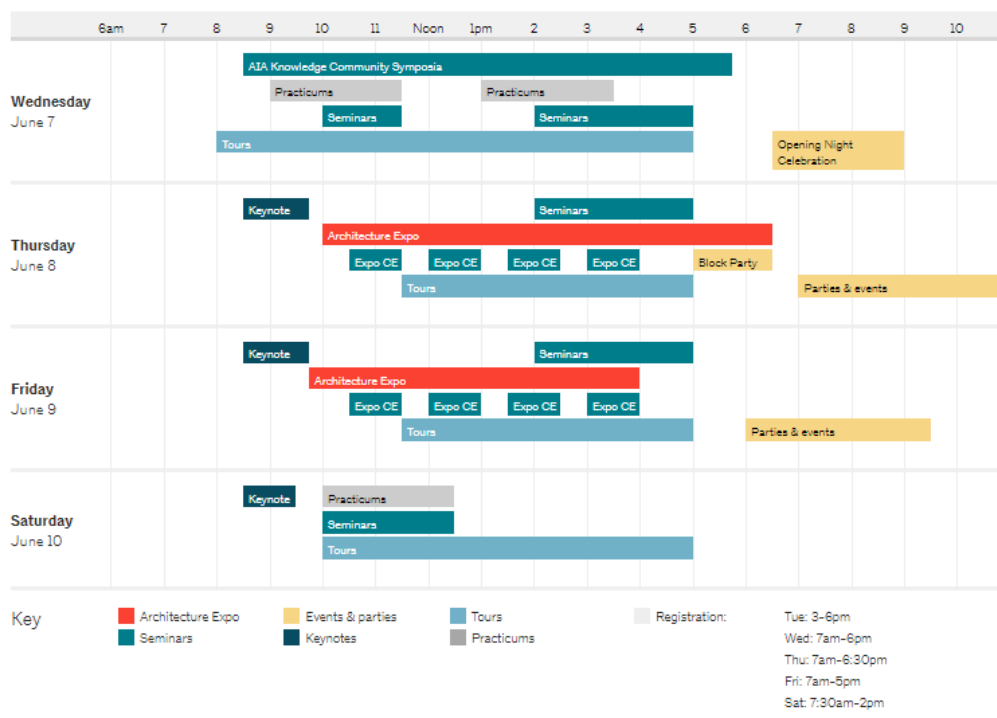 6am 7 8 9 10 11 Noon 1pm 2 3 4 5 6 7 8 9 10
Wednesday
June 7
AIA Knowledge Community Symposia
Practicums Practicums
Seminars Seminars
Tours
Opening Night
Celebration
Thursday
June 8
Keynote Seminars
Architecture Expo
Expo CE Expo CE Expo CE Expo CE Block Party
Tours Parties & events
Friday
June 9
Keynote Seminars
Architecture Expo
Expo CE Expo CE Expo CE Expo CE
Tours Parties & events
Saturday
June 10
Keynote Practicums
Seminars
Tours
Key
Architecture Expo Events & parties Tours Registration: Tue: 3-6pm
Seminars Keynotes Practicums Wed: 7am-6pm
Thu: 7am-6:30pm
Fri: 7am-5pm
Sat: 7:30am-2pm